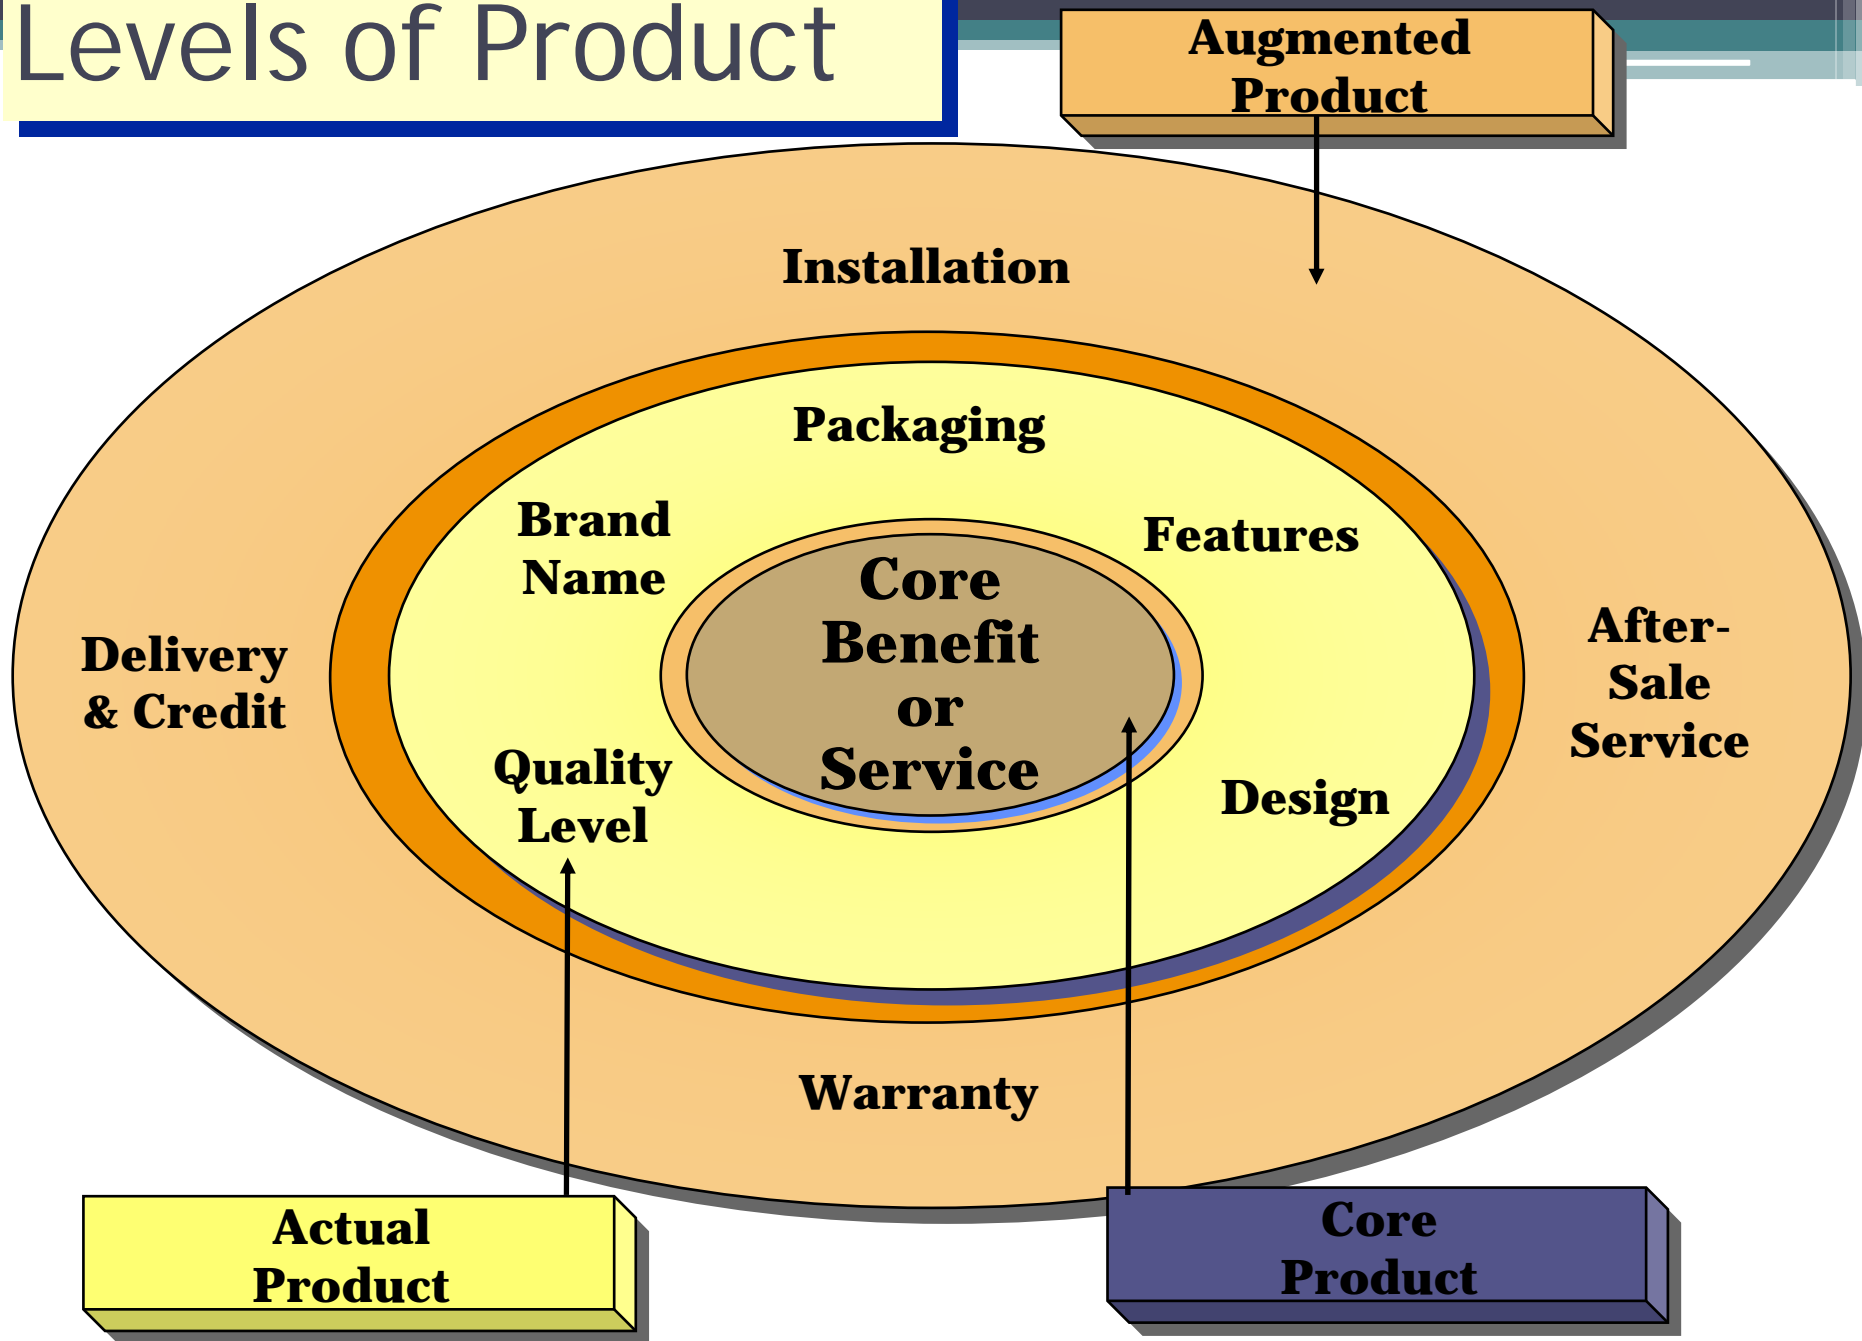 Levels of Product
Augmented
Product
Installation
Packaging
Brand
Name
Features
Core
Benefit
or
Service
Delivery
& Credit
After-
Sale
Service
Quality
Level
Design
Warranty
Actual
Product
Core
Product